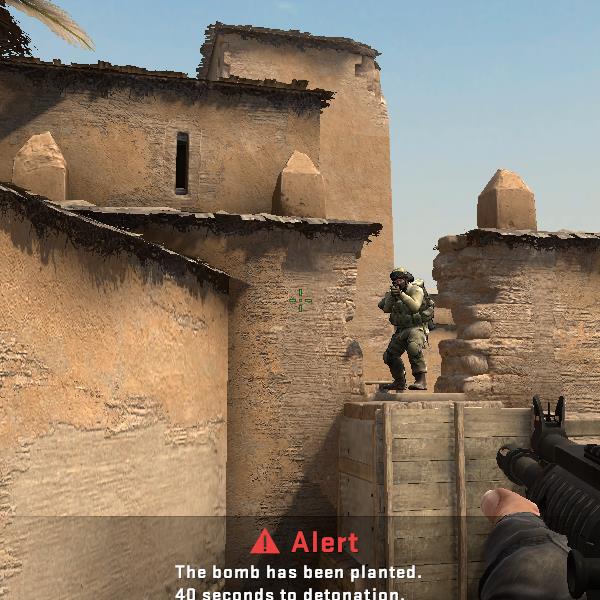 Alert
The bomb has been planted.
40 seconds to detonation.